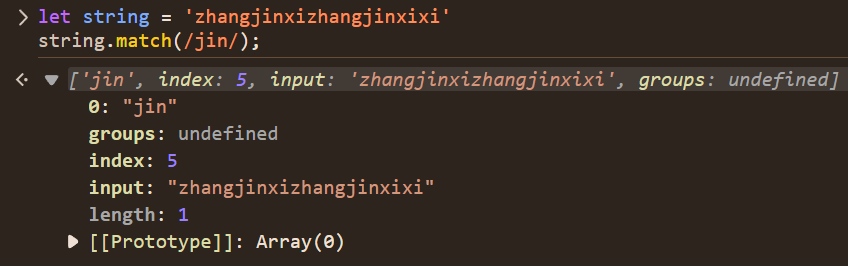 let string = 'zhangjinxizhangjinxixi'
string.match(/jin/);
['jin', index: 5, input: 'zhangjinxizhangjinxixi', groups: undefined]
0: "jin"
groups: undefined
index: 5
input: "zhangjinxizhangjinxixi"
length: 1
[[Prototype]]: Array(0)